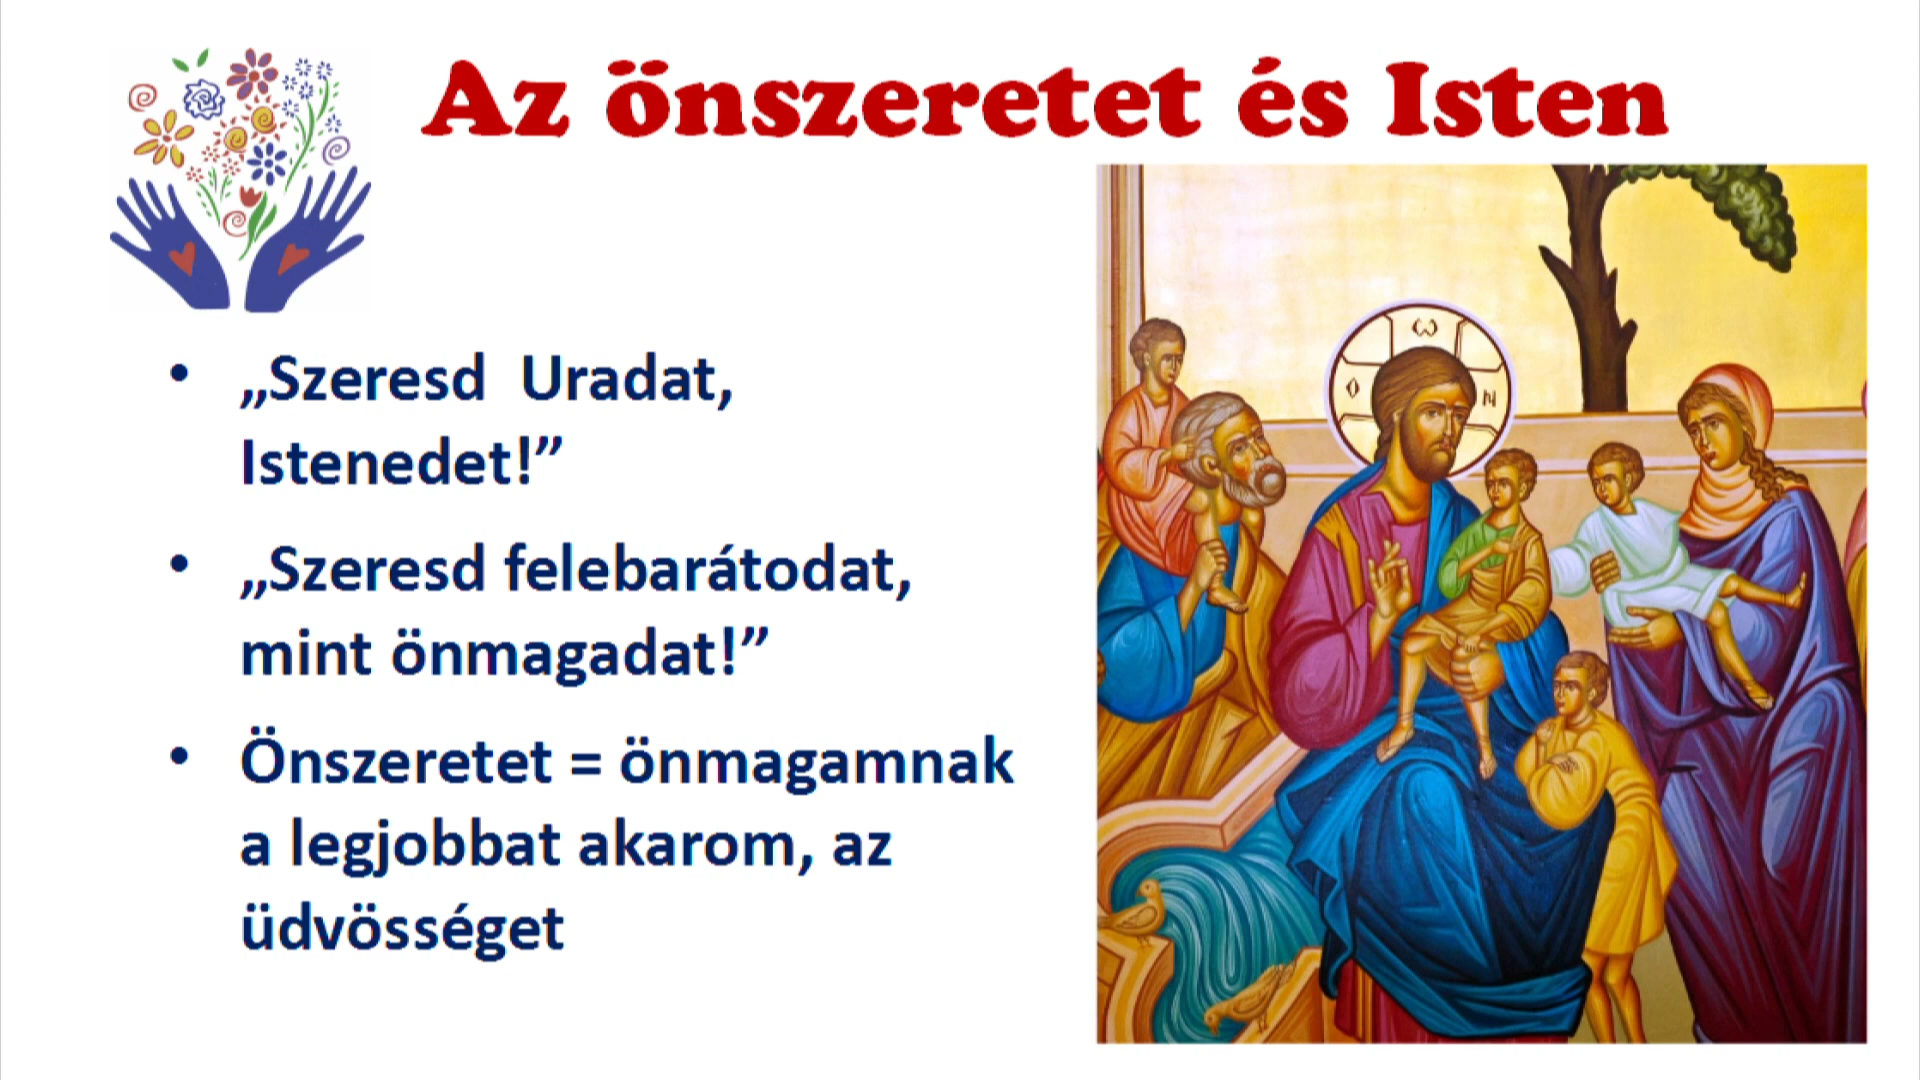 Az önszeretet és Isten
• „Szeresd Uradat,
Istenedet!”
• „Szeresd felebarátodat,
mint önmagadat!”
• Önszeretet = önmagamnak
a legjobbat akarom, az
üdvösséget
Ο ω Ν